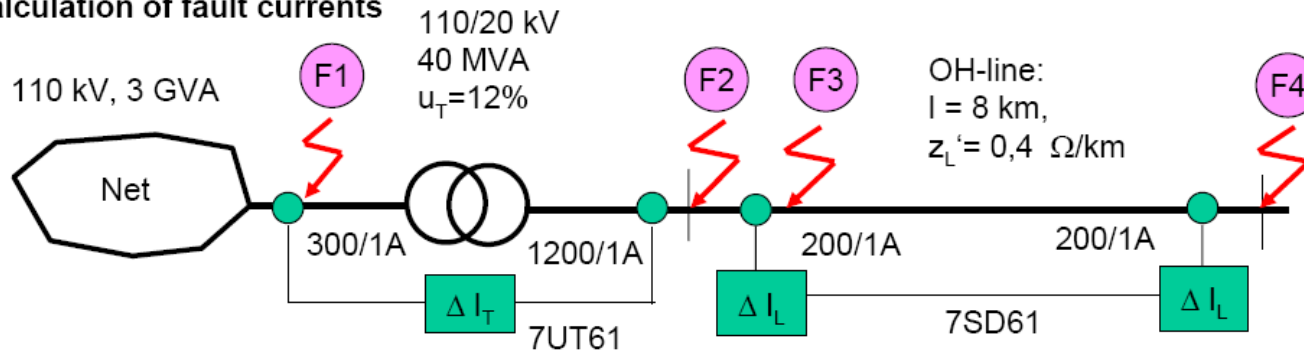 alculation of fault currents
110/20 kV
40 MVA
u_T=12%
110 kV, 3 GVA
F1
F2
F3
F4
OH-line:
l = 8 km,
z_L‘= 0,4 Ω/km
Net
300/1A
1200/1A
200/1A
200/1A
Δ I_T
7UT61
Δ I_L
7SD61
Δ I_L